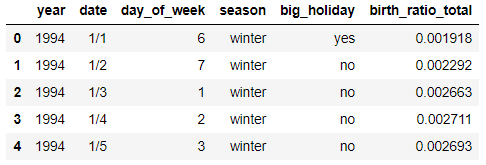 year date day_of_week season big_holiday birth_ratio_total
0 1994 1/1 6 winter yes 0.001918
1 1994 1/2 7 winter no 0.002292
2 1994 1/3 1 winter no 0.002663
3 1994 1/4 2 winter no 0.002711
4 1994 1/5 3 winter no 0.002693